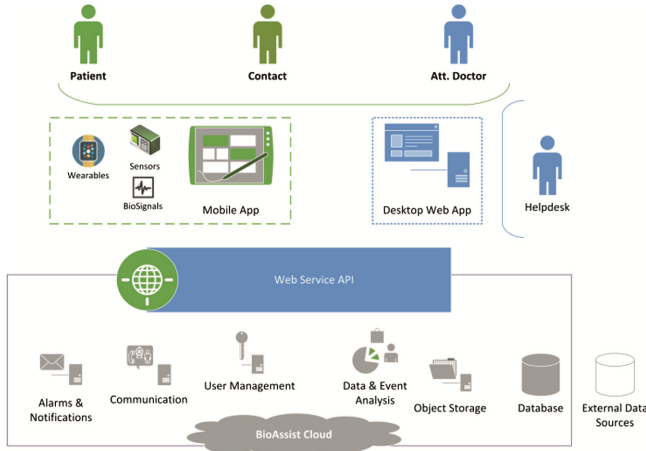 Patient
Contact
Att. Doctor
Wearables
Sensors
BioSignals
Mobile App
Desktop Web App
Helpdesk
Web Service API
Alarms &
Notifications
Communication
User Management
Data & Event
Analysis
Object Storage
Database
External Data
Sources
BioAssist Cloud